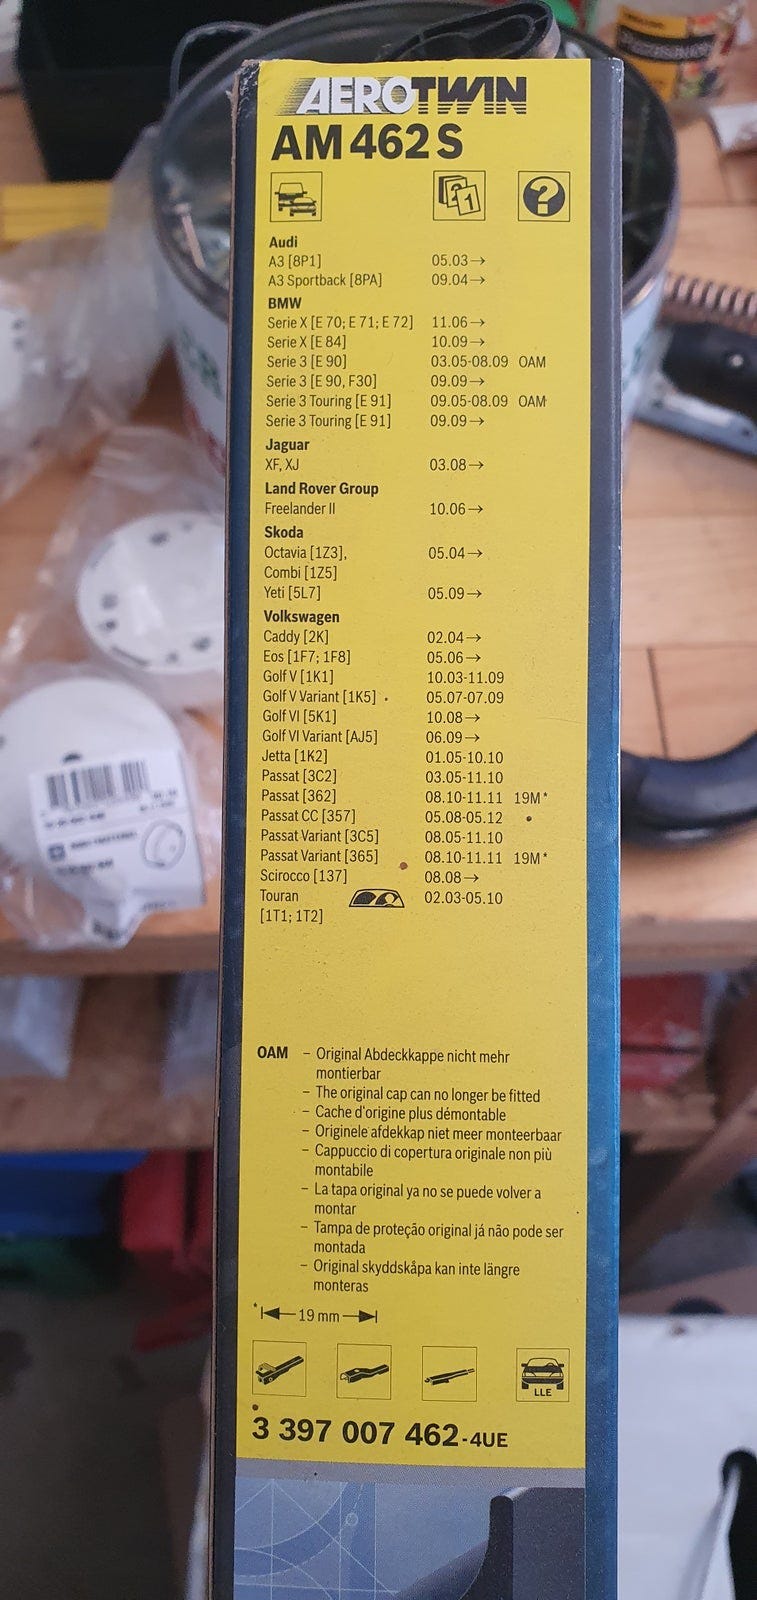 AEROTWIN
AM 462 S
Audi
A3 [8P1] 05.03→
A3 Sportback [8PA] 09.04→
BMW
Serie X [E 70; E 71; E 72] 11.06→
Serie X [E 84] 10.09→
Serie 3 [E 90] 03.05-08.09 OAM
Serie 3 [E 90, F30] 09.09→
Serie 3 Touring [E 91] 09.05-08.09 OAM
Serie 3 Touring [E 91] 09.09→
Jaguar
XF, XJ 03.08→
Land Rover Group
Freelander II 10.06→
Skoda
Octavia [1Z3], 05.04→
Combi [1Z5]
Yeti [5L7] 05.09→
Volkswagen
Caddy [2K] 02.04→
Eos [1F7; 1F8] 05.06→
Golf V [1K1] 10.03-11.09
Golf V Variant [1K5] 05.07-07.09
Golf VI [5K1] 10.08→
Golf VI Variant [AJ5] 06.09→
Jetta [1K2] 01.05-10.10
Passat [3C2] 03.05-11.10
Passat [362] 08.10-11.11 19M*
Passat CC [357] 05.08-05.12
Passat Variant [3C5] 08.05-11.10
Passat Variant [365] 08.10-11.11 19M*
Scirocco [137] 08.08→
Touran 02.03-05.10
[1T1; 1T2]
OAM – Original Abdeckkappe nicht mehr
montierbar
– The original cap can no longer be fitted
– Cache d'origine plus démontable
– Originele afdekkap niet meer monteerbaar
– Cappuccio di copertura originale non più
montabile
– La tapa original ya no se puede volver a
montar
– Tampa de proteção original já não pode ser
montada
– Original skyddskåpa kan inte längre
monteras
* 19 mm
LLE
3 397 007 462-4UE